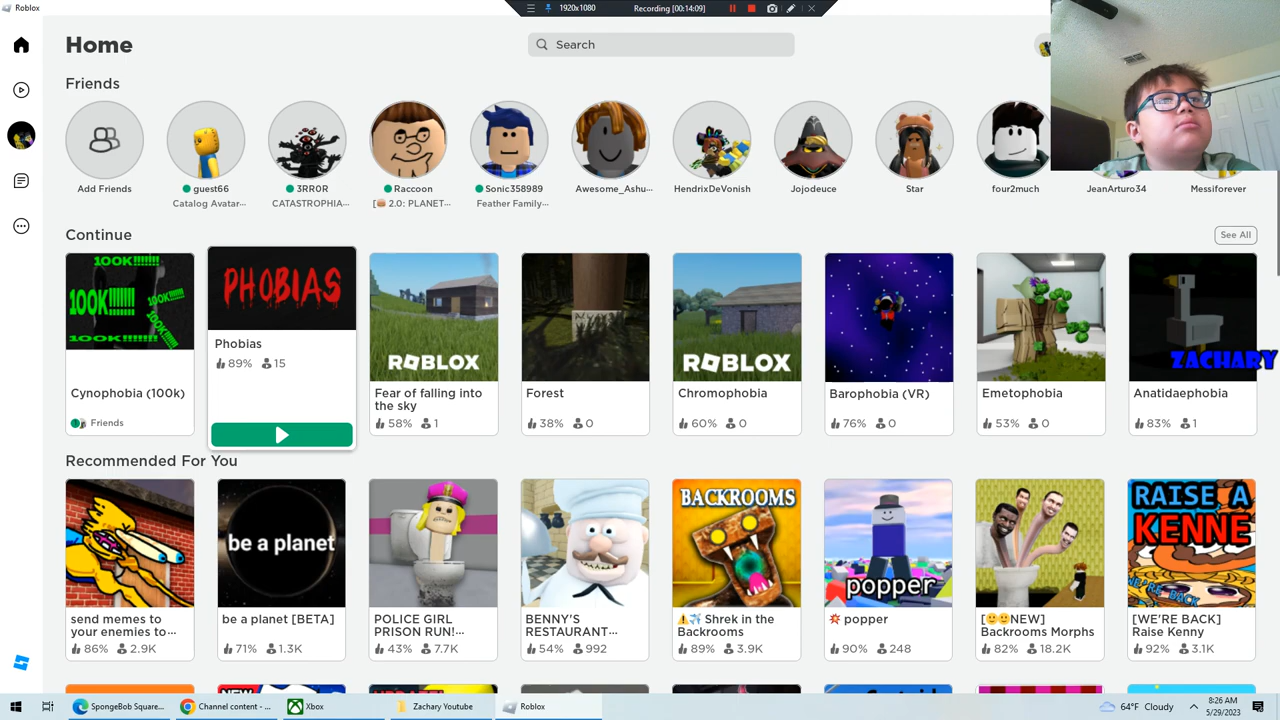 Roblox
1920x1080
Recording [00:14:09]
Home
Search
Friends
Add Friends
guest66
Catalog Avatar...
3RR0R
CATASTROPHIA...
Raccoon
[🍔 2.0: PLANET...
Sonic358989
Feather Family...
Awesome_Ashu...
HendrixDeVonish
Jojodeuce
Star
four2much
JeanArturo34
Messiforever
Continue
See All
100K!!!!!!!
100K!!!!!!
100K!!!!!!
100K!!!!!!
100K!!!!!!!
Cynophobia (100k)
Friends
PHOBIAS
Phobias
89% 15
ROBLOX
Fear of falling into
the sky
58% 1
Forest
38% 0
ROBLOX
Chromophobia
60% 0
Barophobia (VR)
76% 0
Emetophobia
53% 0
ZACHARY
Anatidaephobia
83% 1
Recommended For You
send memes to
your enemies to...
86% 2.9K
be a planet
be a planet [BETA]
71% 1.3K
POLICE GIRL
PRISON RUN!...
43% 7.7K
BENNY'S
RESTAURANT...
54% 992
BACKROOMS
⚠️✈️ Shrek in the
Backrooms
89% 3.9K
popper
💥 popper
90% 248
[🙂🙂NEW]
Backrooms Morphs
82% 18.2K
RAISE A
KENNE
WE'RE BACK
[WE'RE BACK]
Raise Kenny
92% 3.1K
SpongeBob Square...
Channel content - ...
Xbox
Zachary Youtube
Roblox
64°F Cloudy
8:26 AM
5/29/2023